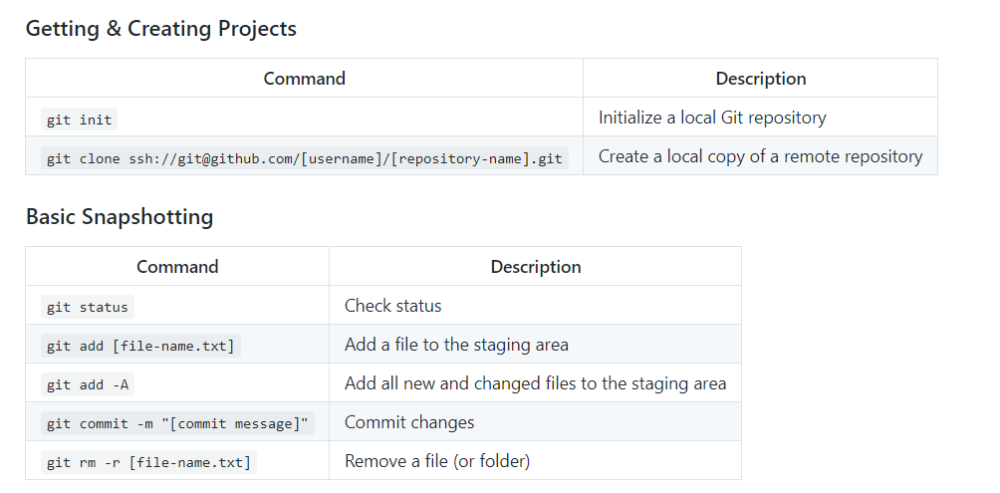 Getting & Creating Projects
Command Description
git init Initialize a local Git repository
git clone ssh://git@github.com/[username]/[repository-name].git Create a local copy of a remote repository
Basic Snapshotting
Command Description
git status Check status
git add [file-name.txt] Add a file to the staging area
git add -A Add all new and changed files to the staging area
git commit -m "[commit message]" Commit changes
git rm -r [file-name.txt] Remove a file (or folder)